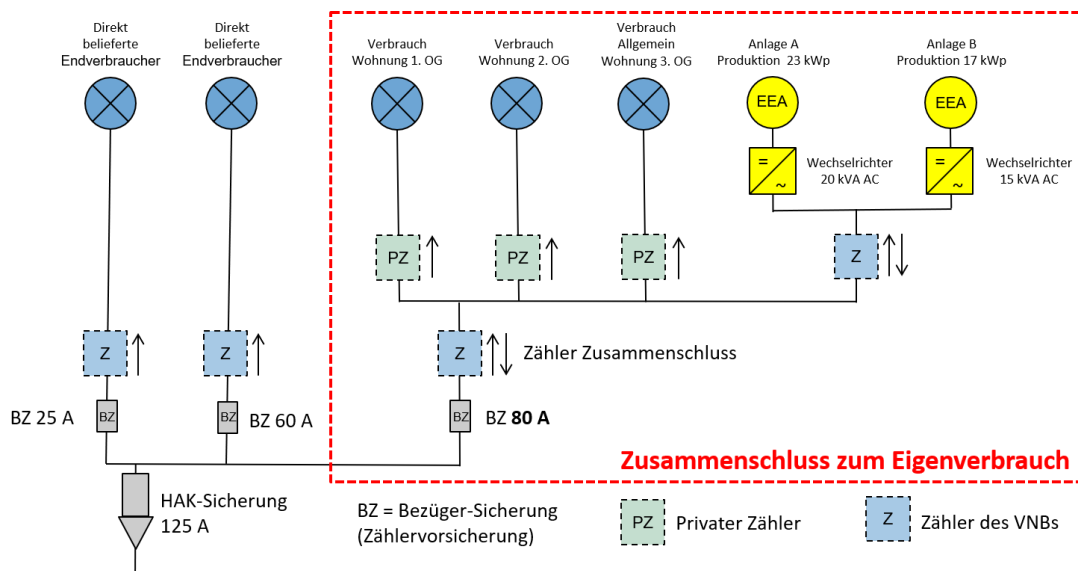 Direkt
belieferte
Endverbraucher
Direkt
belieferte
Endverbraucher
Verbrauch
Wohnung 1. OG
Verbrauch
Wohnung 2. OG
Verbrauch
Allgemein
Wohnung 3. OG
Anlage A
Produktion 23 kWp
Anlage B
Produktion 17 kWp
EEA
EEA
=
~
Wechselrichter
20 kVA AC
=
~
Wechselrichter
15 kVA AC
PZ
PZ
PZ
Z
Z
Z
Z
Zähler Zusammenschluss
BZ 25 A
BZ
BZ
BZ 60 A
BZ
BZ 80 A
Zusammenschluss zum Eigenverbrauch
HAK-Sicherung
125 A
BZ = Bezüger-Sicherung
(Zählervorsicherung)
PZ
Privater Zähler
Z
Zähler des VNBs